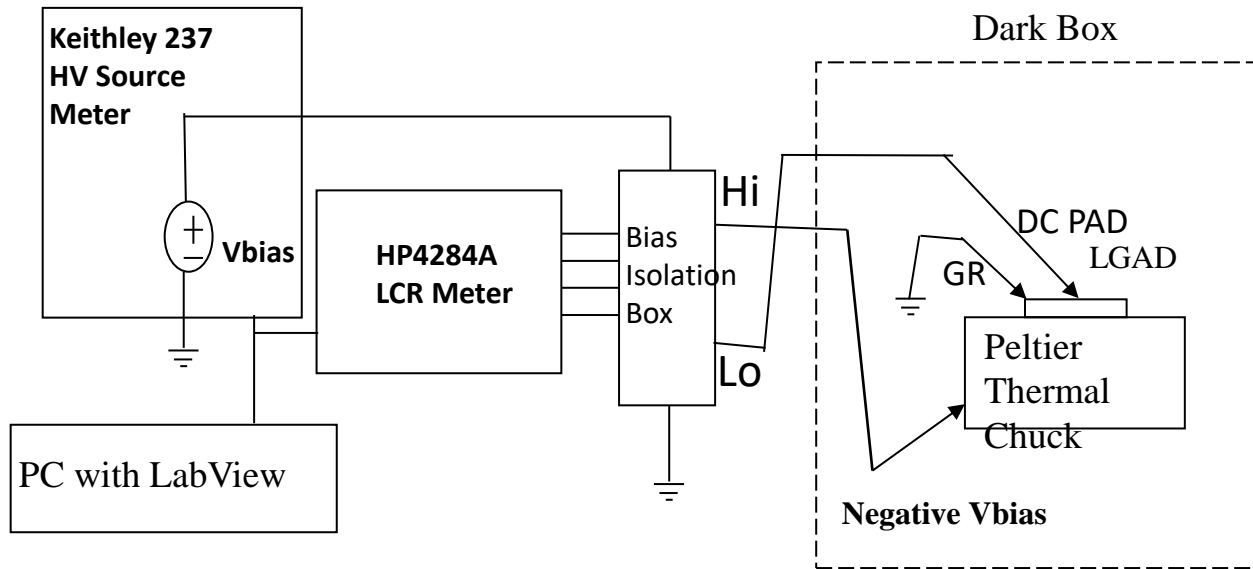 Keithley 237
HV Source
Meter
+
−
Vbias
HP4284A
LCR Meter
Bias
Isolation
Box
Hi
Lo
PC with LabView
Dark Box
DC PAD
LGAD
GR
Peltier
Thermal
Chuck
Negative Vbias